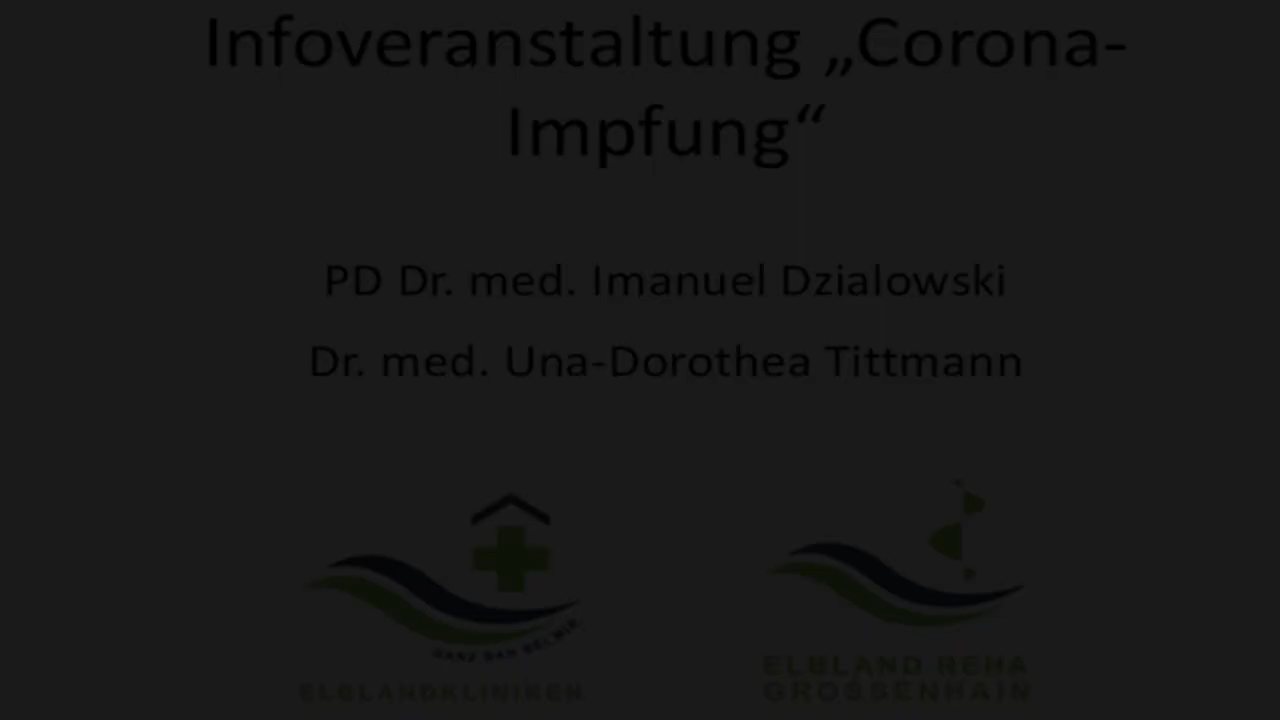 Infoveranstaltung „Corona-
Impfung“
PD Dr. med. Imanuel Dzialowski
Dr. med. Una-Dorothea Tittmann
ELBLANDKLINIKEN
ELBLAND REHA
GROSSENHAIN